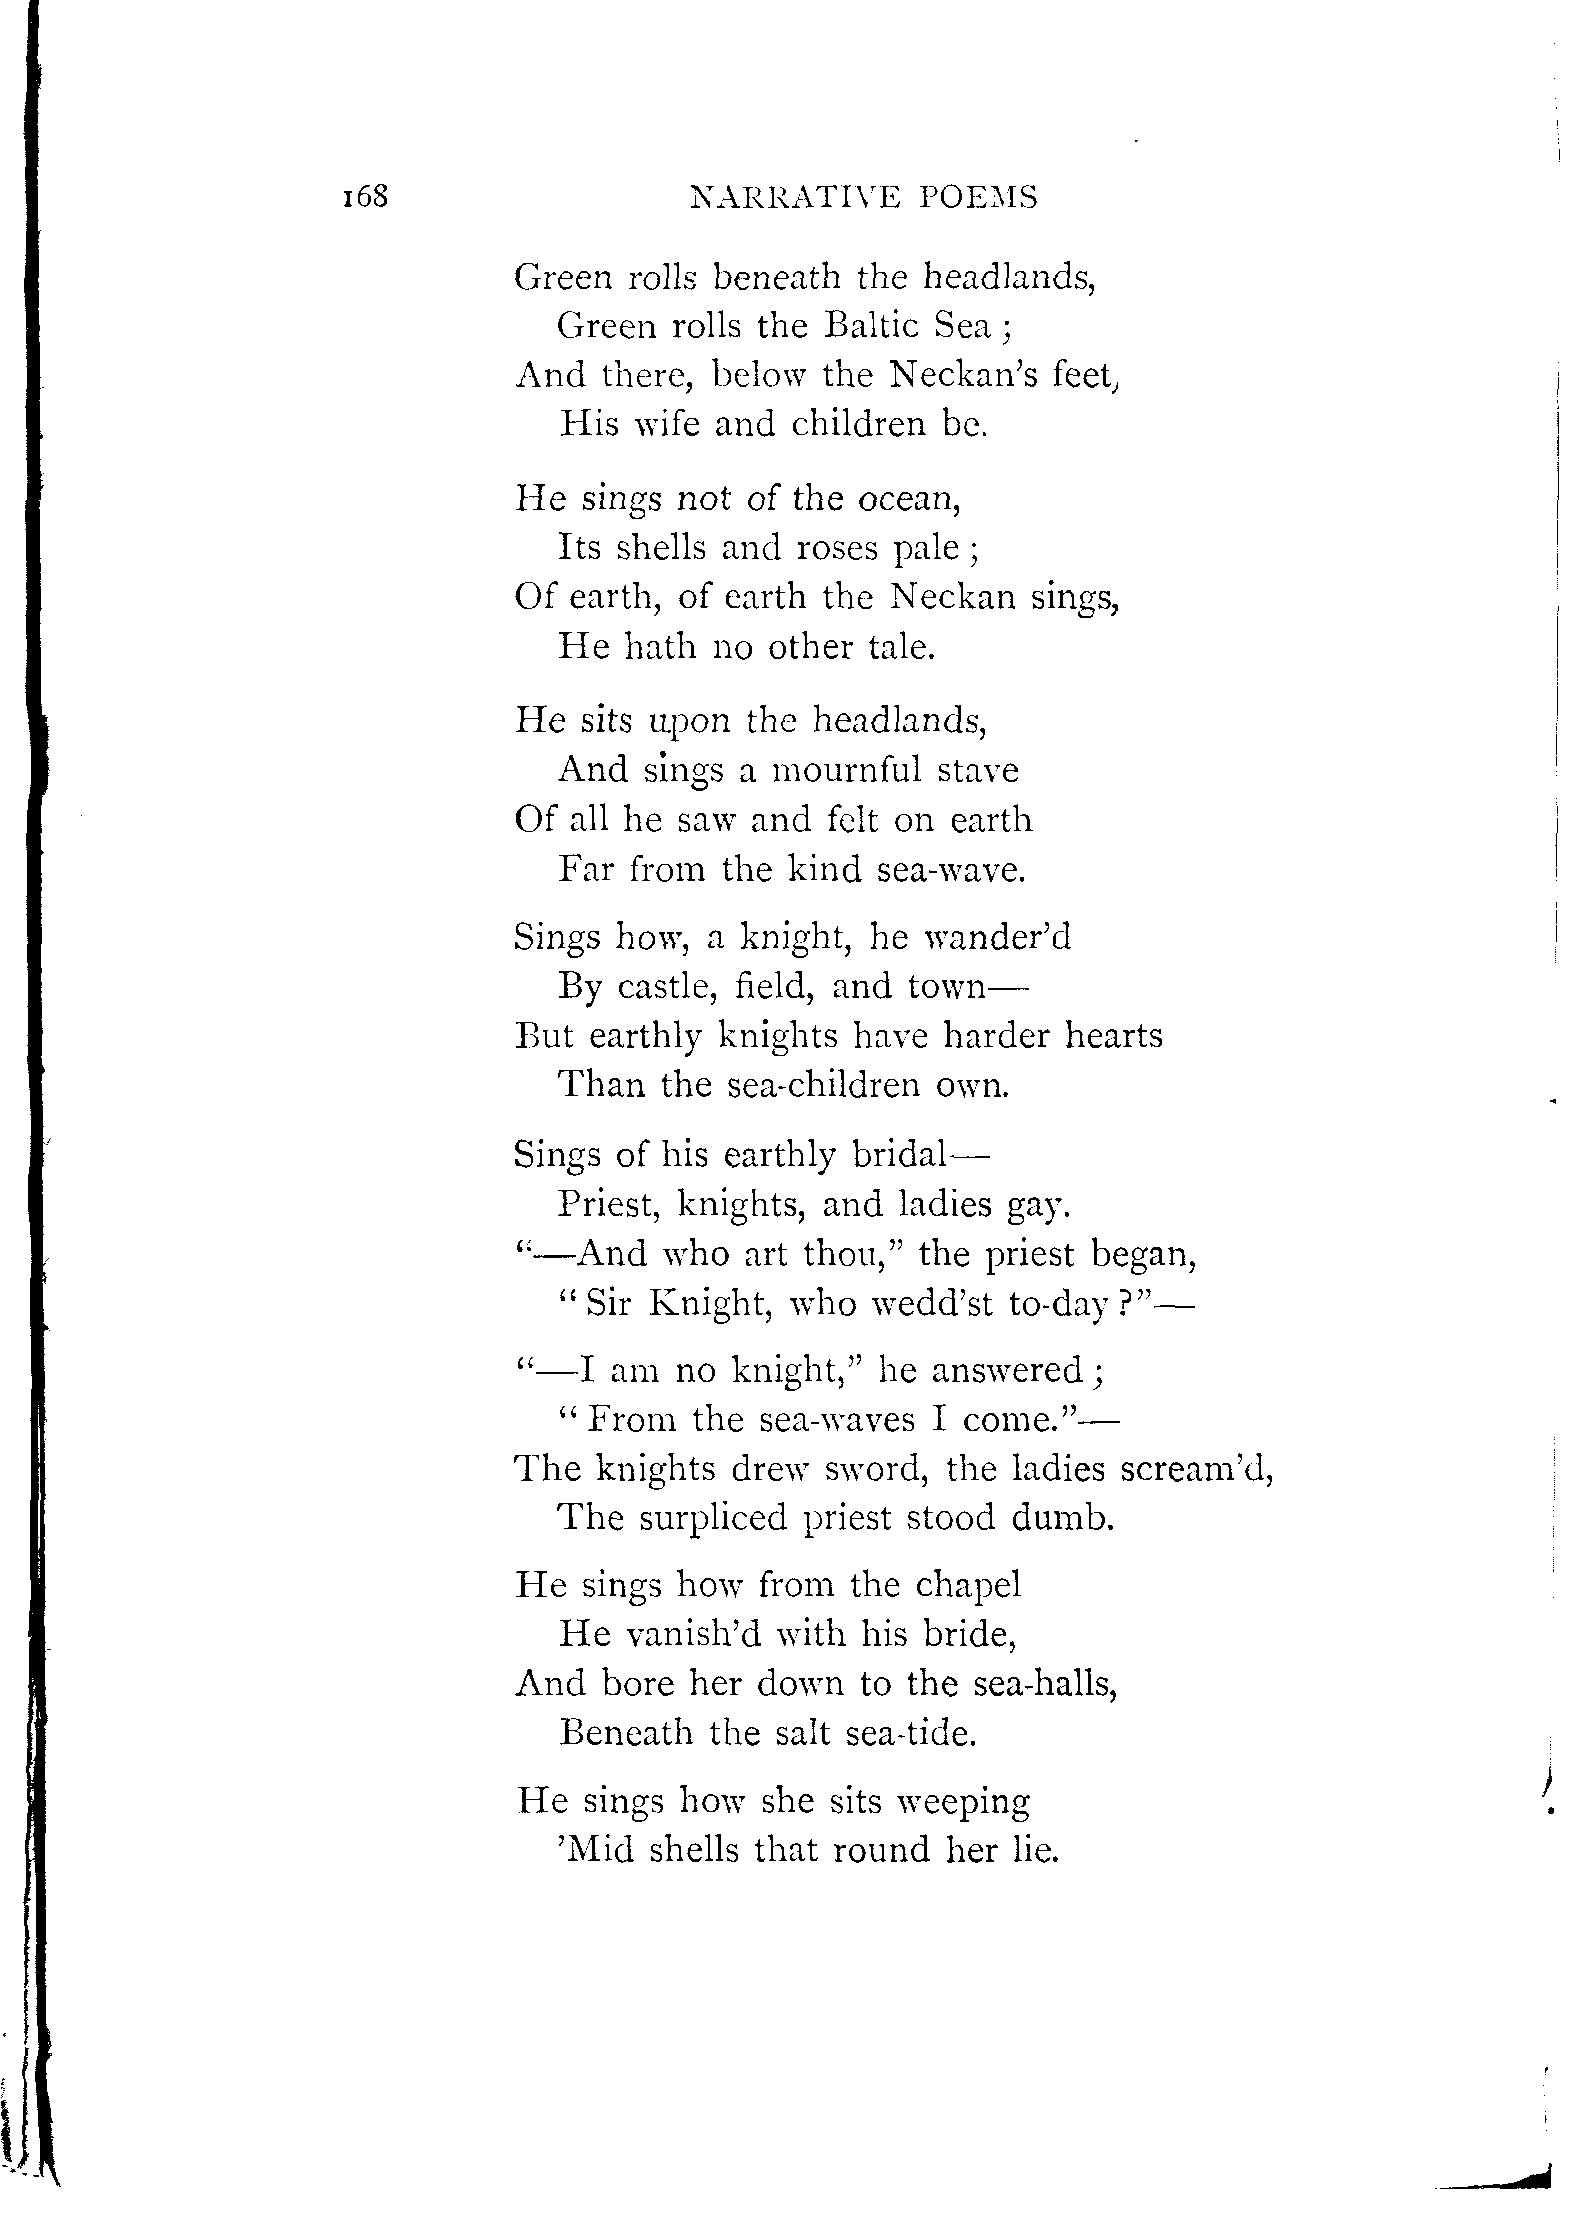 168 NARRATIVE POEMS
Green rolls beneath the headlands,
Green rolls the Baltic Sea ;
And there, below the Neckan's feet,
His wife and children be.
He sings not of the ocean,
Its shells and roses pale ;
Of earth, of earth the Neckan sings,
He hath no other tale.
He sits upon the headlands,
And sings a mournful stave
Of all he saw and felt on earth
Far from the kind sea-wave.
Sings how, a knight, he wander'd
By castle, field, and town—
But earthly knights have harder hearts
Than the sea-children own.
Sings of his earthly bridal—
Priest, knights, and ladies gay.
“—And who art thou,” the priest began,
“ Sir Knight, who wedd'st to-day ?”—
“—I am no knight,” he answered ;
“ From the sea-waves I come.”—
The knights drew sword, the ladies scream'd,
The surpliced priest stood dumb.
He sings how from the chapel
He vanish'd with his bride,
And bore her down to the sea-halls,
Beneath the salt sea-tide.
He sings how she sits weeping
'Mid shells that round her lie.